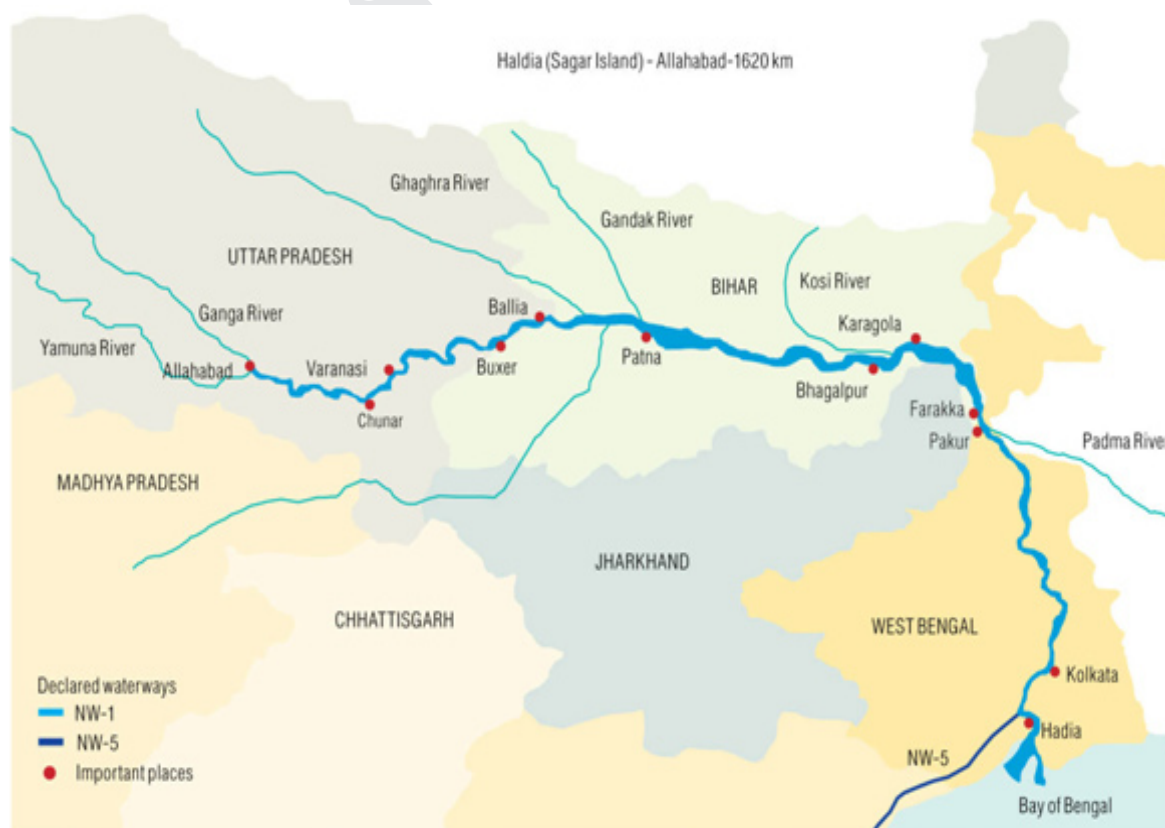 Haldia (Sagar Island) - Allahabad-1620 km
Ghaghra River
Gandak River
UTTAR PRADESH
BIHAR
Kosi River
Ganga River
Ballia
Karagola
Yamuna River
Allahabad
Varanasi
Buxer
Patna
Bhagalpur
Chunar
Farakka
Pakur
Padma River
MADHYA PRADESH
JHARKHAND
CHHATTISGARH
WEST BENGAL
Kolkata
Declared waterways
NW-1
NW-5
Important places
Hadia
NW-5
Bay of Bengal